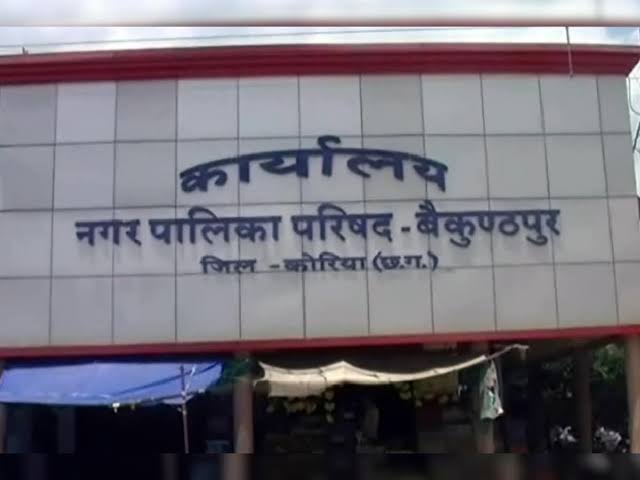 कार्यालय
नगर पालिका परिषद - बैकुण्ठपुर
जिल - कोरिया (छ.ग.)